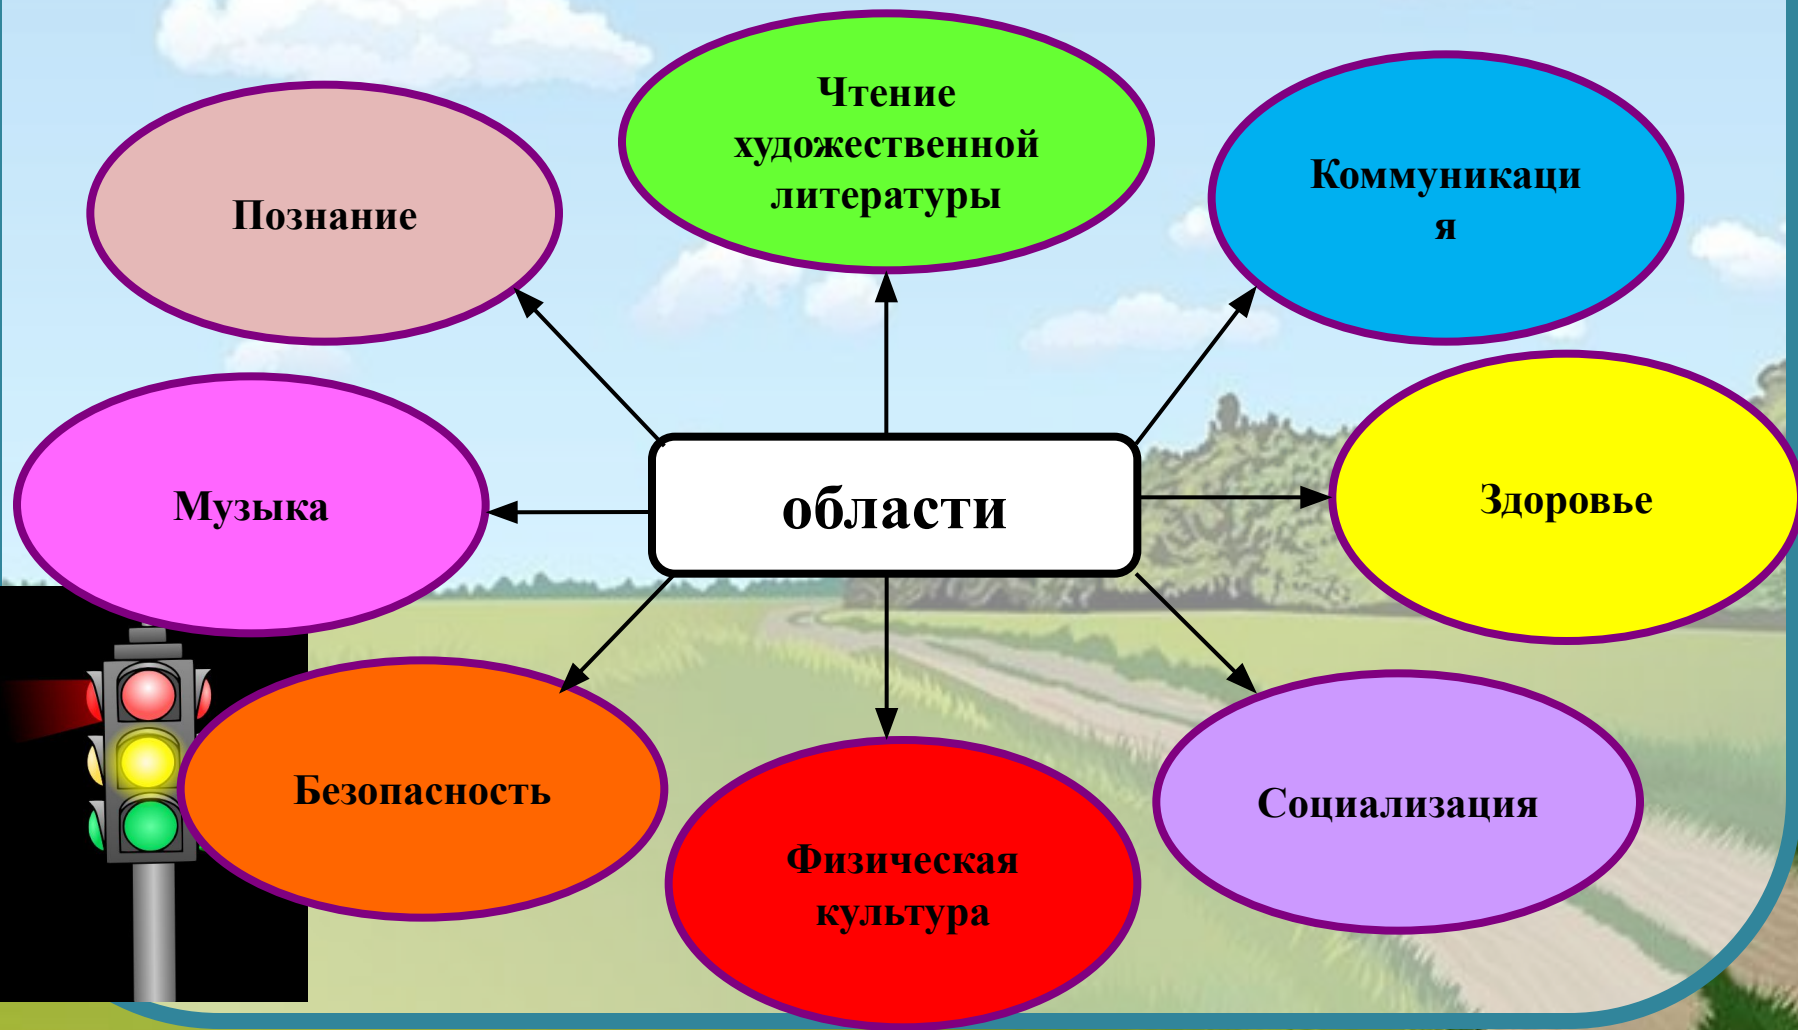 Чтение
художественной
литературы
Коммуникаци
я
Познание
Музыка
области
Здоровье
Безопасность
Социализация
Физическая
культура